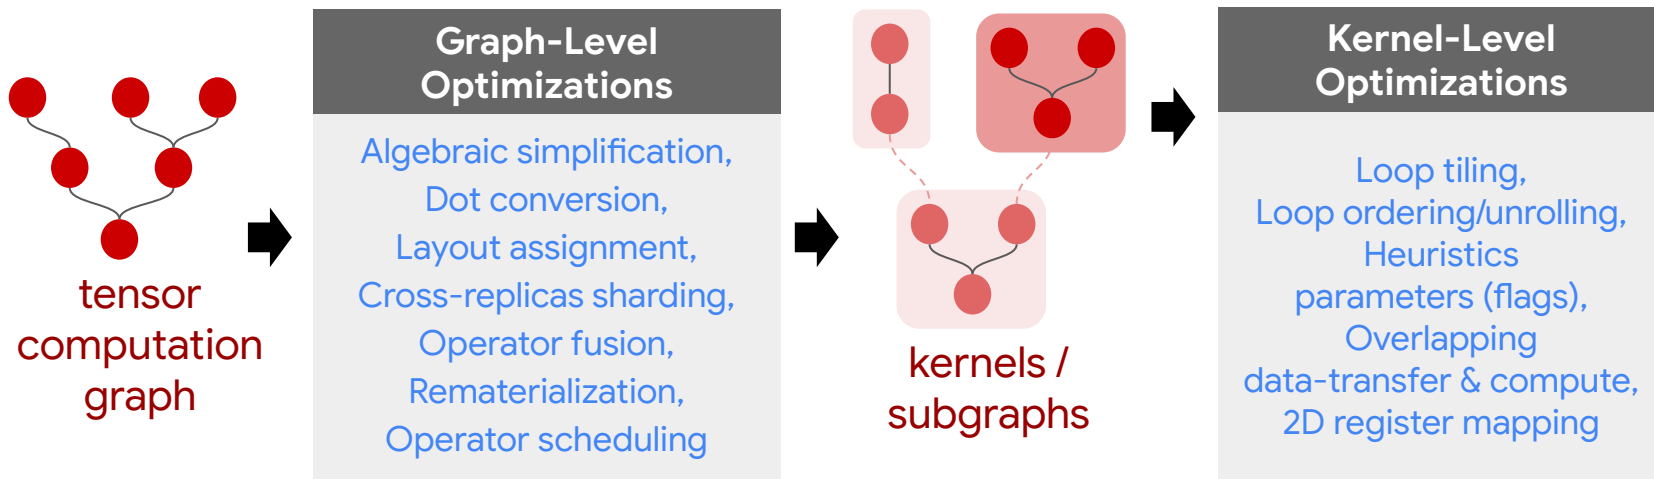 tensor
computation
graph
Graph-Level
Optimizations
Algebraic simplification,
Dot conversion,
Layout assignment,
Cross-replicas sharding,
Operator fusion,
Rematerialization,
Operator scheduling
kernels /
subgraphs
Kernel-Level
Optimizations
Loop tiling,
Loop ordering/unrolling,
Heuristics
parameters (flags),
Overlapping
data-transfer & compute,
2D register mapping